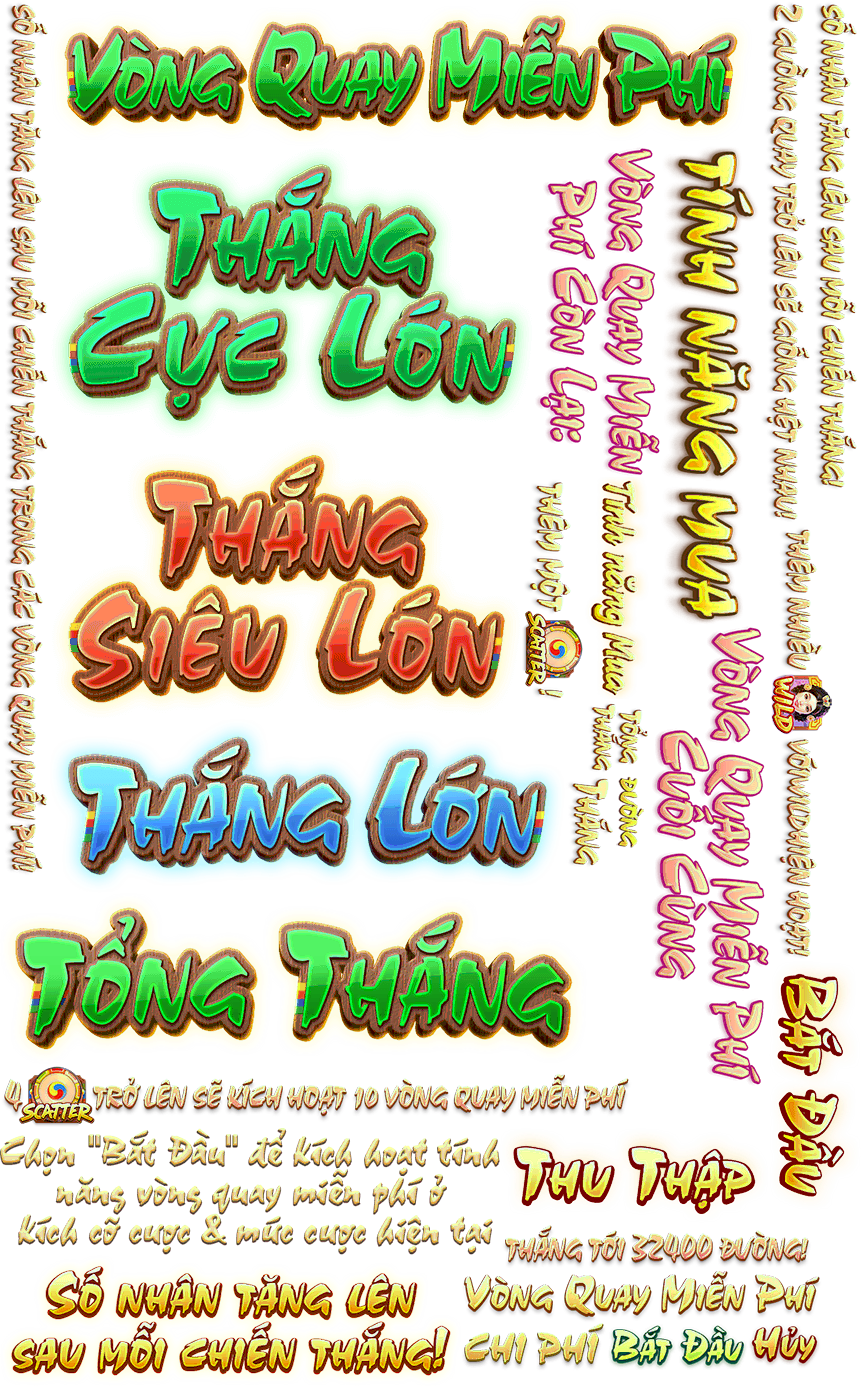 VÒNG QUAY MIỄN PHÍ
THẮNG
CỰC LỚN
THẮNG
SIÊU LỚN
THẮNG LỚN
TỔNG THẮNG
SỐ NHÂN TĂNG LÊN SAU MỖI CHIẾN THẮNG TRONG CÁC VÒNG QUAY MIỄN PHÍ!
VÒNG QUAY MIỄN
PHÍ CÒN LẠI:
TÍNH NĂNG MUA
2 CUỒNG QUAY TRỞ LÊN SẼ GIỐNG HỆT NHAU!
SỐ NHÂN TĂNG LÊN SAU MỖI CHIẾN THẮNG!
THÊM MỘT SCATTER!
Tính năng Mua
TỔNG ĐƯỜNG
THẮNG THẮNG
VÒNG QUAY MIỄN PHÍ
CUỐI CÙNG
THÊM NHIỀU WILD VỚI WILD HIỆN HOẠT!
BẮT ĐẦU
4 SCATTER TRỞ LÊN SẼ KÍCH HOẠT 10 VÒNG QUAY MIỄN PHÍ
Chọn "Bắt Đầu" để kích hoạt tính
năng vòng quay miễn phí ở
kích cỡ cược & mức cược hiện tại
THU THẬP
THẮNG TỚI 32400 ĐƯỜNG!
SỐ NHÂN TĂNG LÊN
SAU MỖI CHIẾN THẮNG!
VÒNG QUAY MIỄN PHÍ
CHI PHÍ BẮT ĐẦU HỦY